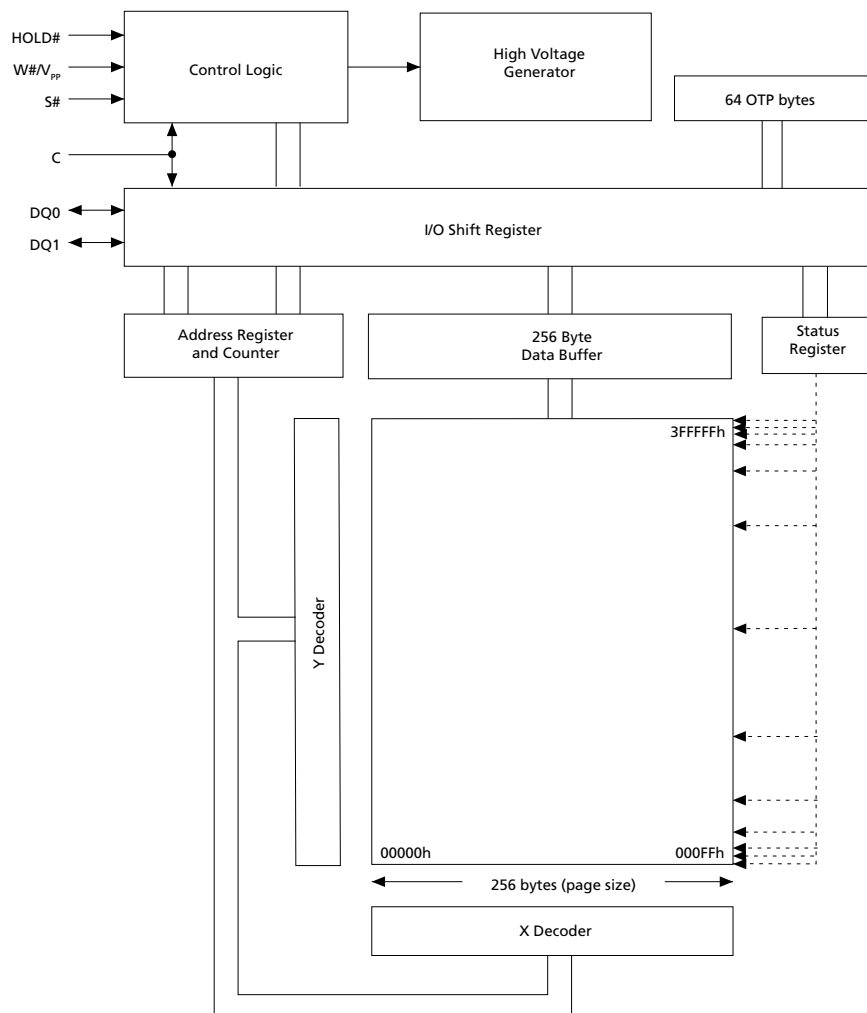 HOLD#
W#/VPP
S#
C
DQ0
DQ1
Control Logic
High Voltage
Generator
64 OTP bytes
I/O Shift Register
Address Register
and Counter
256 Byte
Data Buffer
Status
Register
Y Decoder
3FFFFFh
00000h
000FFh
256 bytes (page size)
X Decoder